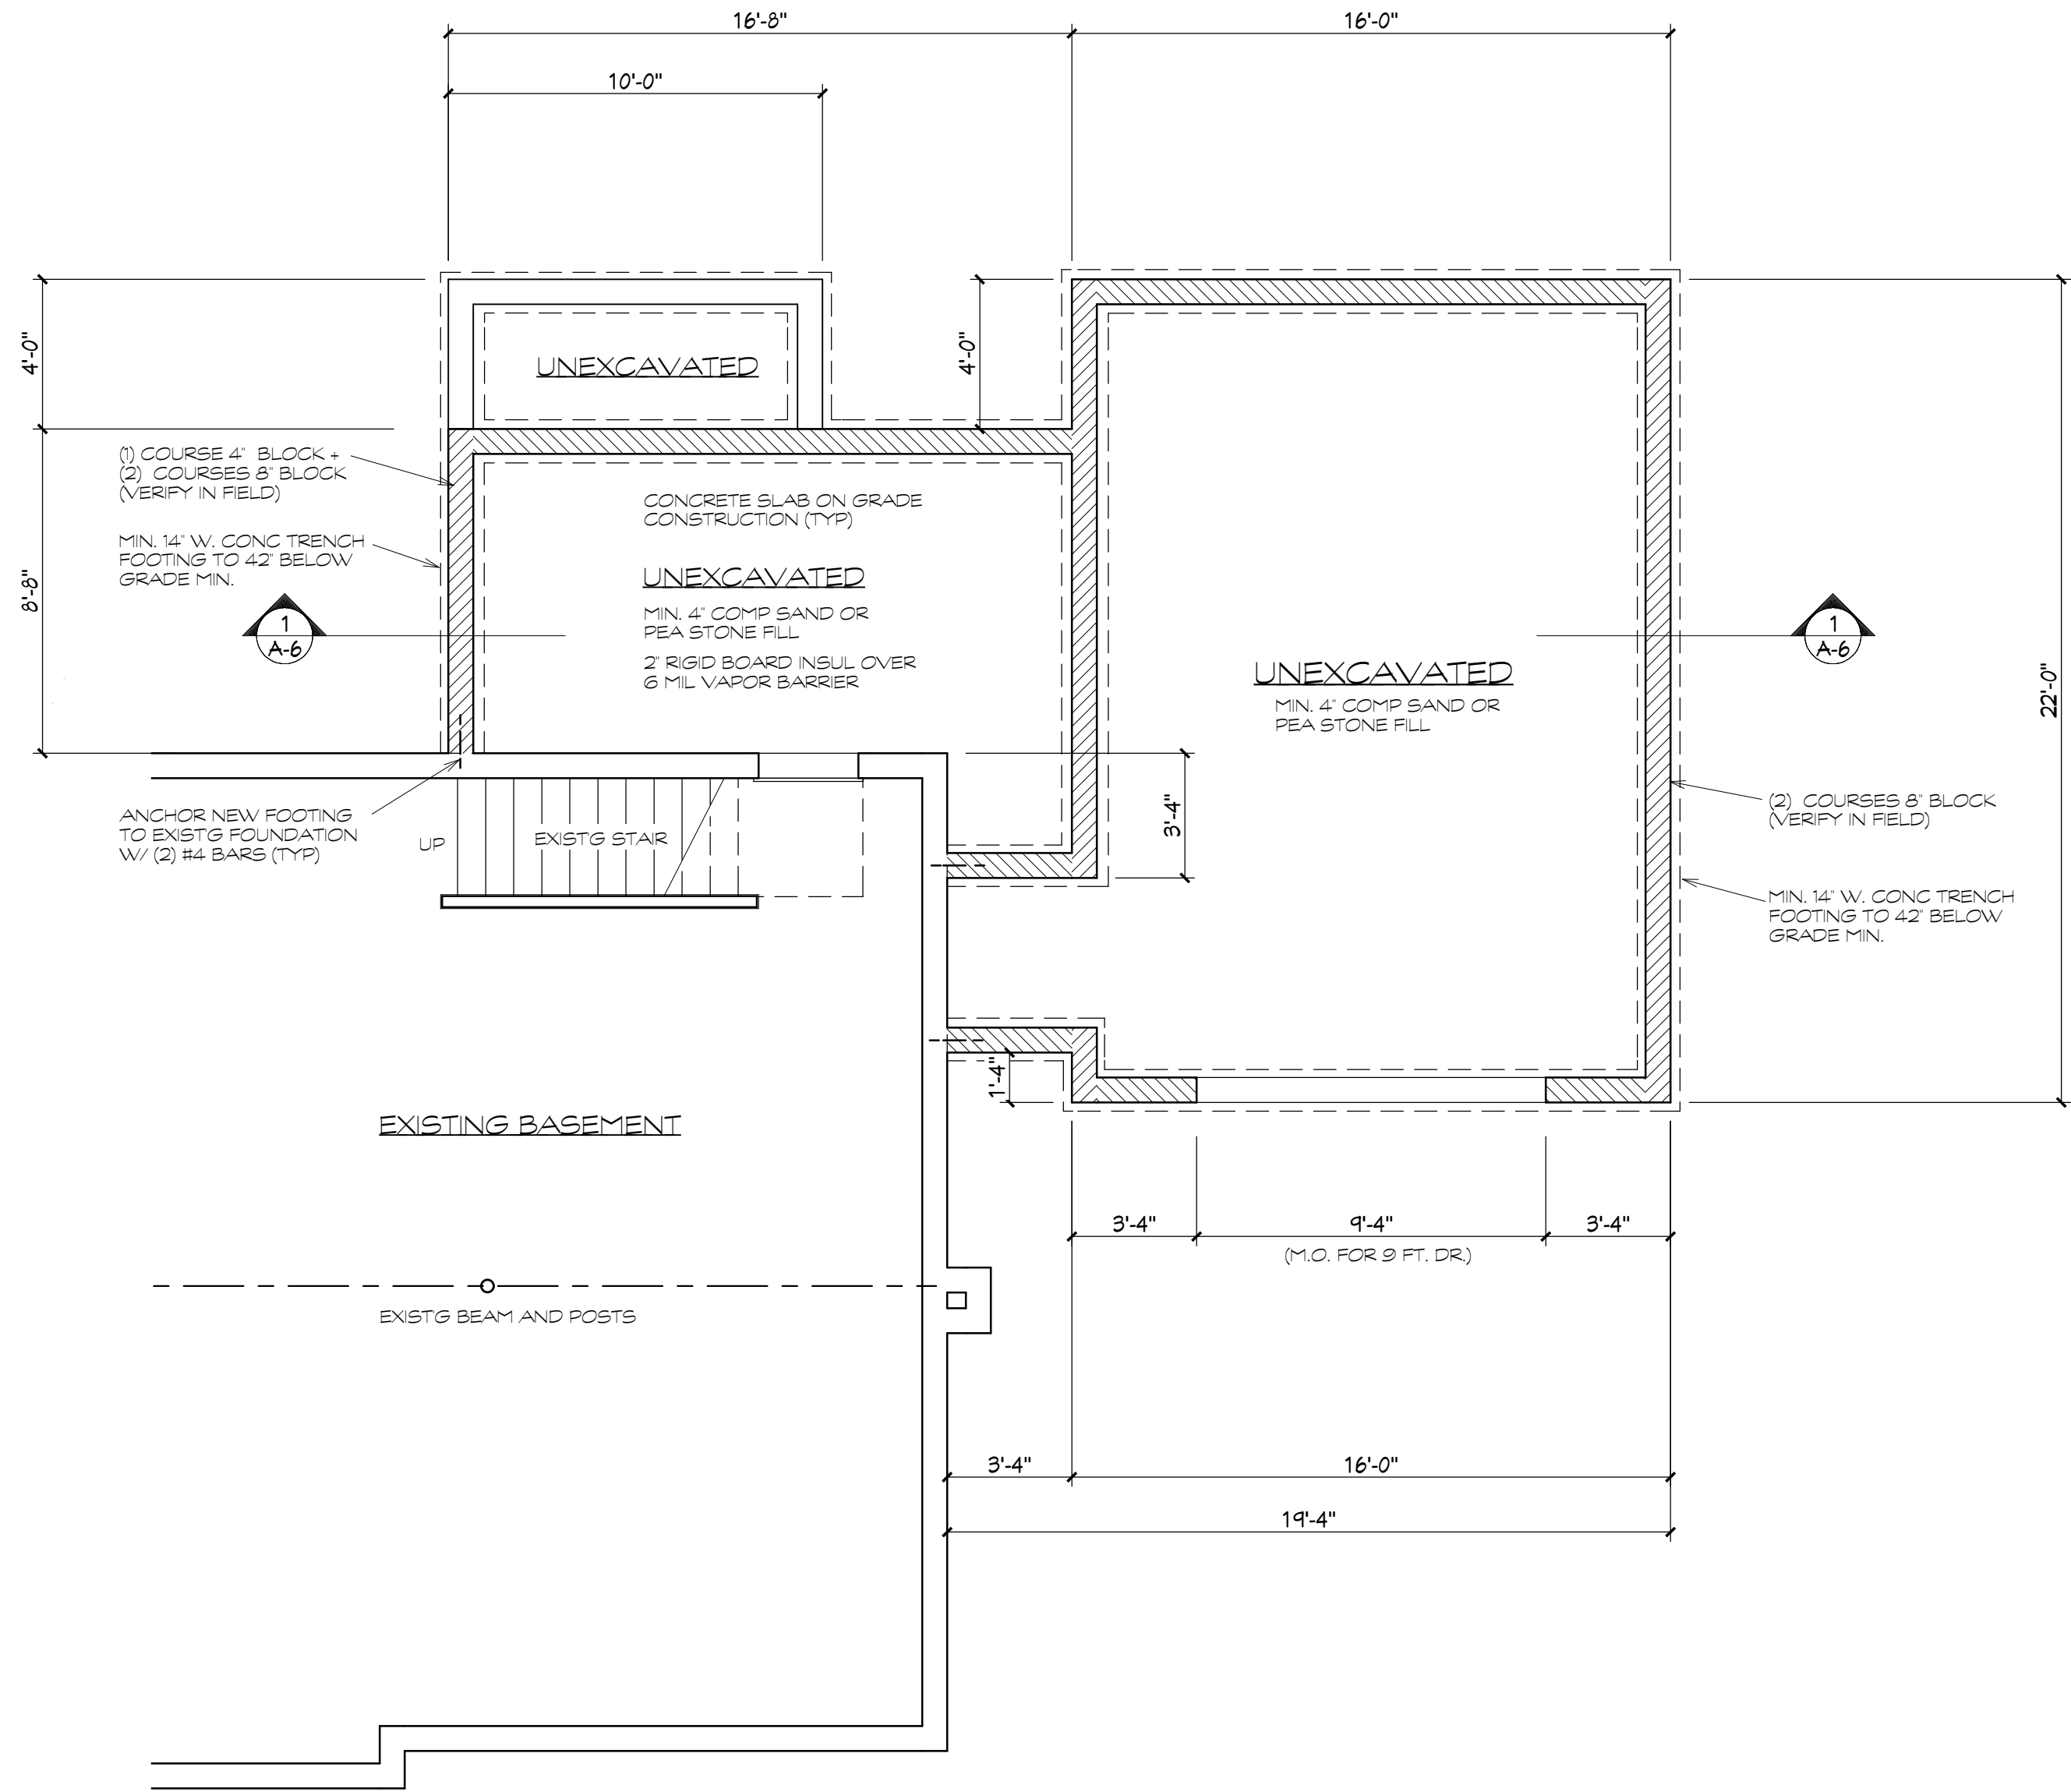 16'-8"
16'-0"
10'-0"
4'-0"
4'-0"
UNEXCAVATED
(1) COURSE 4" BLOCK +
(2) COURSES 8" BLOCK
(VERIFY IN FIELD)
MIN. 14" W. CONC TRENCH
FOOTING TO 42" BELOW
GRADE MIN.
8'-8"
1
A-6
CONCRETE SLAB ON GRADE
CONSTRUCTION (TYP)
UNEXCAVATED
MIN. 4" COMP SAND OR
PEA STONE FILL
2" RIGID BOARD INSUL OVER
6 MIL VAPOR BARRIER
UNEXCAVATED
MIN. 4" COMP SAND OR
PEA STONE FILL
1
A-6
22'-0"
ANCHOR NEW FOOTING
TO EXIST'G FOUNDATION
W/ (2) #4 BARS (TYP)
UP
EXIST'G STAIR
3'-4"
(2) COURSES 8" BLOCK
(VERIFY IN FIELD)
MIN. 14" W. CONC TRENCH
FOOTING TO 42" BELOW
GRADE MIN.
1'-4"
EXISTING BASEMENT
3'-4"
9'-4"
3'-4"
(M.O. FOR 9 FT. DR.)
EXIST'G BEAM AND POSTS
3'-4"
16'-0"
19'-4"